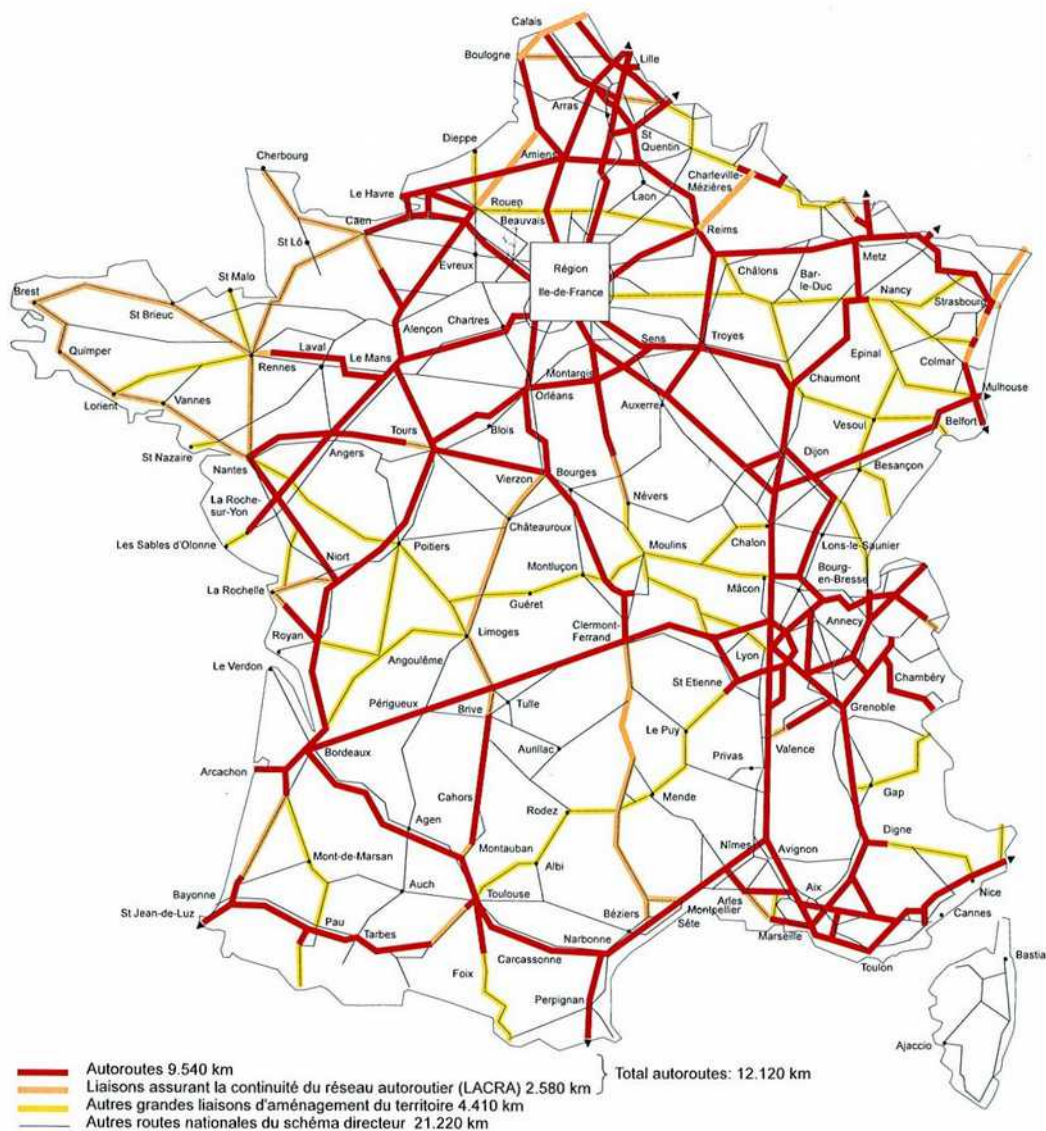 Calais
Boulogne
Lille
Arras
Dieppe
St
Quentin
Cherbourg
Amiens
Charleville-
Mézières
Le Havre
Laon
Rouen
Beauvais
Caen
Reims
St Lô
Evreux
Région
Ile-de-France
Châlons
Bar-
le-Duc
Metz
Nancy
Strasbourg
St Malo
Brest
St Brieuc
Alençon
Chartres
Sens
Troyes
Epinal
Colmar
Quimper
Laval
Le Mans
Rennes
Montargis
Orléans
Chaumont
Mulhouse
Lorient
Vannes
Auxerre
Vesoul
Belfort
Blois
Tours
St Nazaire
Nantes
Angers
Dijon
Besançon
Vierzon
Bourges
La Roche-
sur-Yon
Névers
Châteauroux
Les Sables d'Olonne
Poitiers
Moulins
Chalon
Lons-le-Saunier
Niort
Montluçon
Bourg-
en-Bresse
Mâcon
La Rochelle
Guéret
Annecy
Royan
Limoges
Clermont-
Ferrand
Lyon
Le Verdon
Angoulême
St Etienne
Chambéry
Périgueux
Brive
Tulle
Grenoble
Le Puy
Bordeaux
Aurillac
Privas
Valence
Arcachon
Cahors
Mende
Gap
Rodez
Agen
Digne
Montauban
Nîmes
Avignon
Mont-de-Marsan
Albi
Auch
Aix
Bayonne
Toulouse
Arles
Nice
St Jean-de-Luz
Béziers
Montpellier
Cannes
Pau
Tarbes
Sête
Narbonne
Marseille
Carcassonne
Toulon
Foix
Bastia
Perpignan
Ajaccio
Autoroutes 9.540 km
Liaisons assurant la continuité du réseau autoroutier (LACRA) 2.580 km
Total autoroutes: 12.120 km
Autres grandes liaisons d'aménagement du territoire 4.410 km
Autres routes nationales du schéma directeur 21.220 km